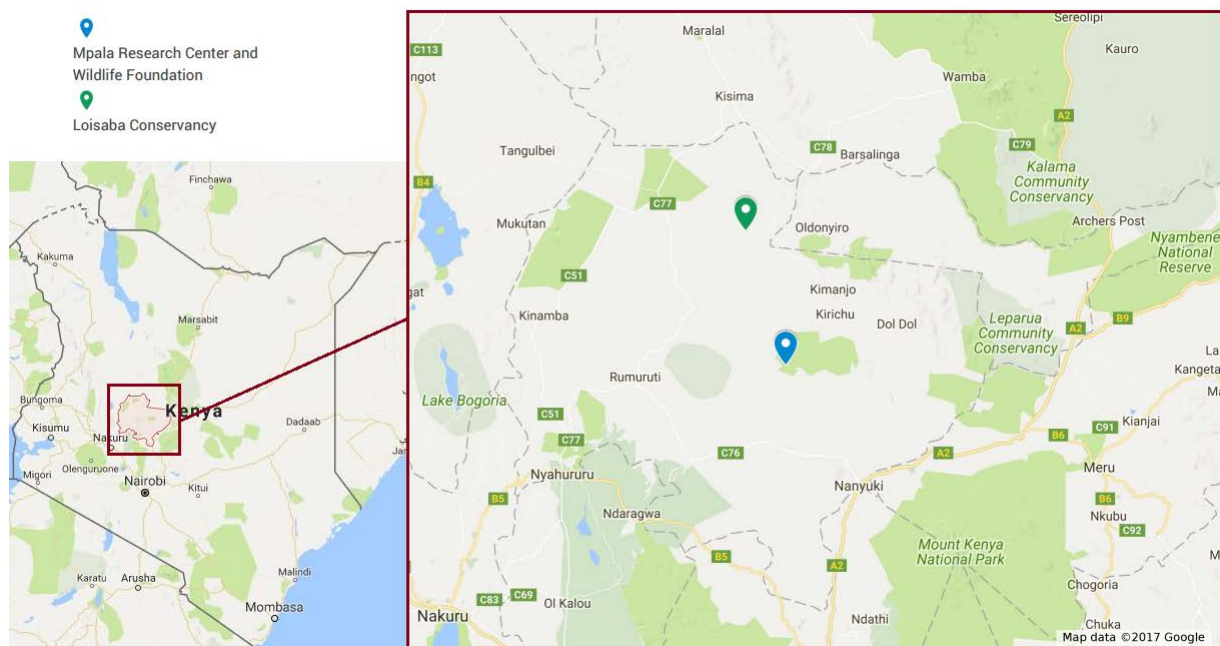 Mpala Research Center and
Wildlife Foundation
Loisaba Conservancy
Finchawa
Kakuma
Marsabit
Bungoma
Kenya
Kisumu
Dadaab
Nakuru
Olenguruone
Nairobi
Migori
Kitui
Jan
Karatu
Arusha
Malindi
Mombasa
Sereolipi
Maralal
C113
Kauro
ngot
Wamba
Kisima
A2
C78
C79
Tangulbei
Barsalinga
Kalama
Community
Conservancy
B4
C77
Mukutan
Archers Post
Oldonyiro
Nyambene
National
Reserve
C51
gat
Kimanjo
Kinamba
Kirichu
Dol Dol
Leparua
Community
Conservancy
A2
B9
La
Rumuruti
Kangeta
Ma
Lake Bogoria
C51
C77
C91
Kianjai
B6
C76
A2
Meru
Nyahururu
Nanyuki
B5
B6
Nkubu
Ndaragwa
C92
Mount Kenya
National Park
M
B5
A2
Chogoria
C83
C69
Ol Kalou
Nakuru
Ndathi
Chuka
Map data ©2017 Google